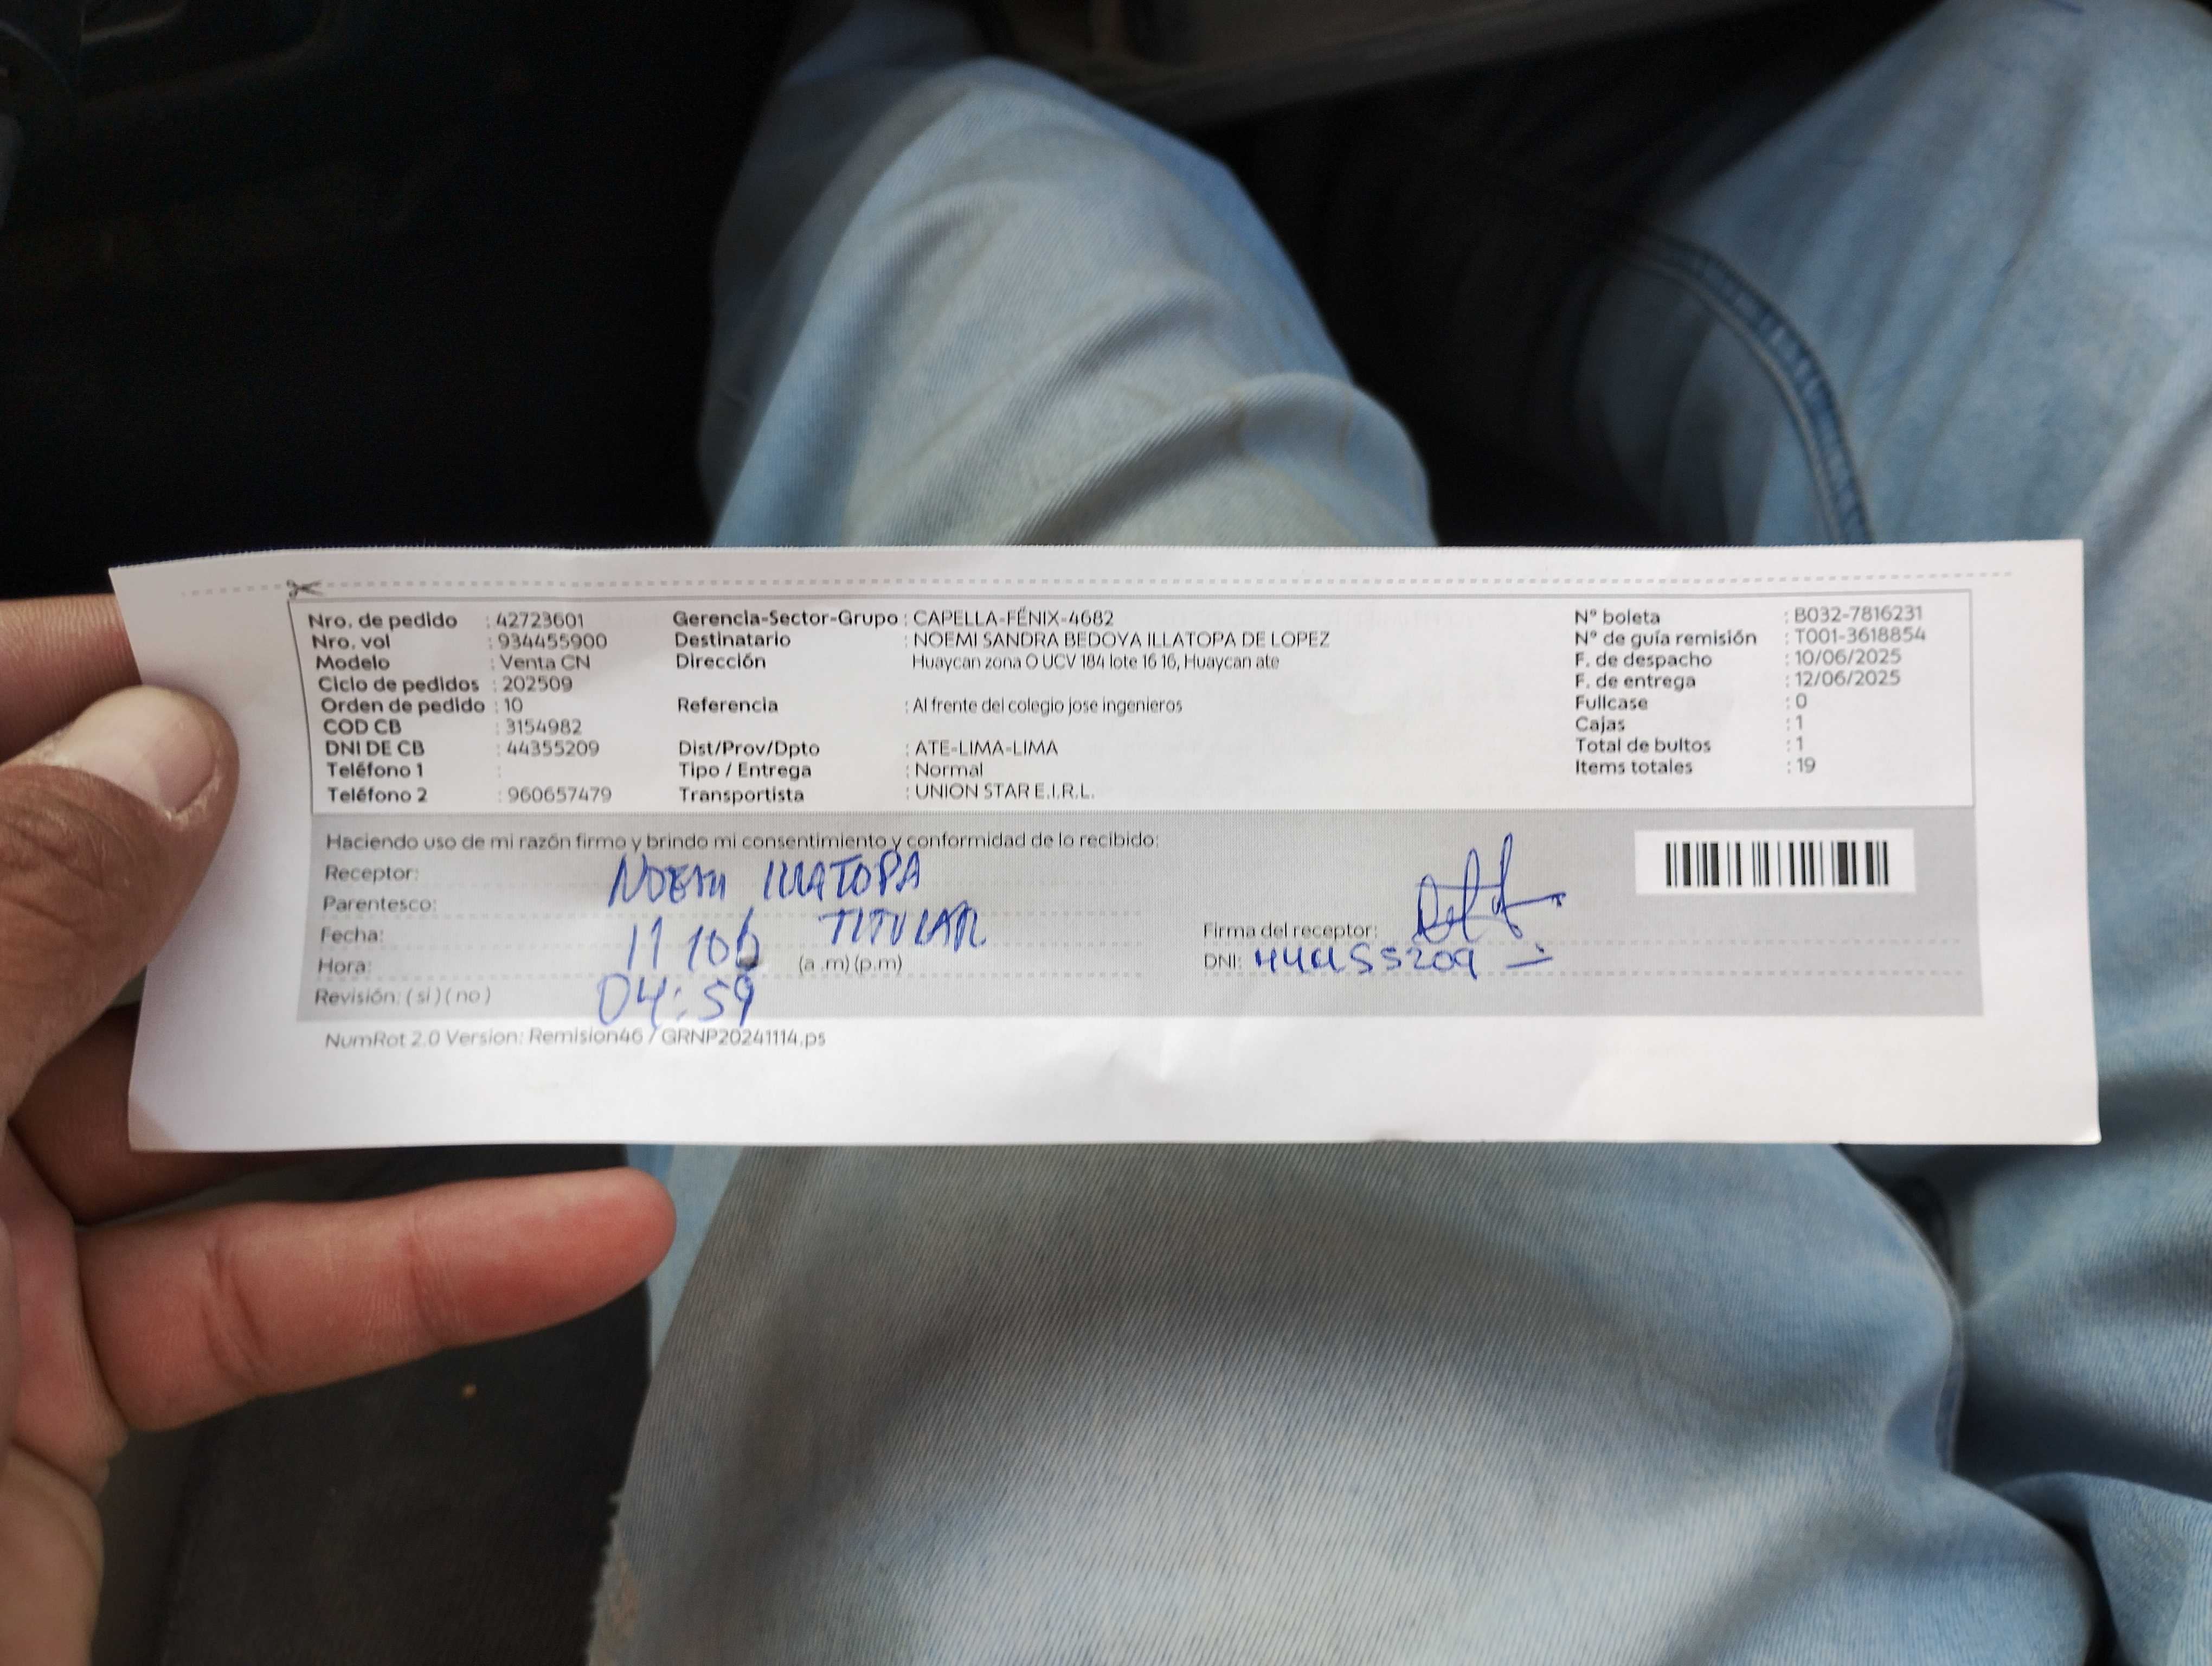 Nro. de pedido : 42723601
Nro. vol : 934455900
Modelo : Venta CN
Ciclo de pedidos : 202509
Orden de pedido : 10
COD CB : 3154982
DNI DE CB : 44355209
Teléfono 1 :
Teléfono 2 : 960657479
Gerencia-Sector-Grupo : CAPELLA-FÉNIX-4682
Destinatario : NOEMI SANDRA BEDOYA ILLATOPA DE LOPEZ
Dirección Huaycan zona O UCV 184 lote 16 16, Huaycan ate
Referencia : Al frente del colegio jose ingenieros
Dist/Prov/Dpto : ATE-LIMA-LIMA
Tipo / Entrega : Normal
Transportista : UNION STAR E.I.R.L.
N° boleta : B032-7816231
N° de guía remisión : T001-3618854
F. de despacho : 10/06/2025
F. de entrega : 12/06/2025
Fullcase : 0
Cajas : 1
Total de bultos : 1
Items totales : 19
Haciendo uso de mi razón firmo y brindo mi consentimiento y conformidad de lo recibido:
Receptor: NOEMI ILLATOPA
Parentesco: TITULAR
Fecha: 11/06
Hora: 04:59 (a .m) (p.m)
Revisión: ( si ) ( no )
Firma del receptor:
DNI:
NumRot 2.0 Version: Remision46 / GRNP20241114.ps